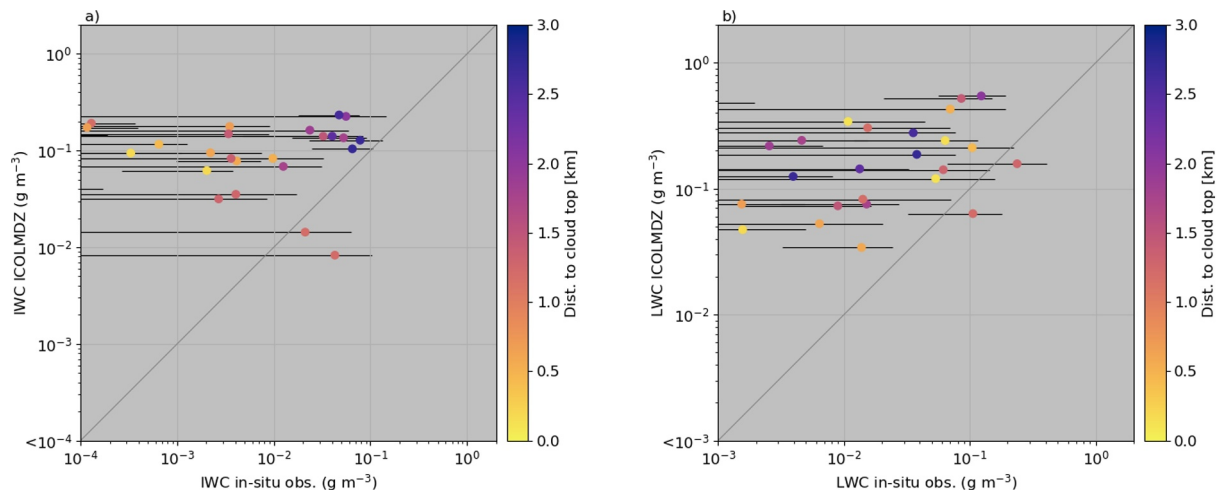 a)
10⁰
10⁻¹
10⁻²
10⁻³
<10⁻⁴
IWC ICOLMDZ (g m⁻³)
10⁻⁴ 10⁻³ 10⁻² 10⁻¹ 10⁰
IWC in-situ obs. (g m⁻³)
3.0
2.5
2.0
1.5
1.0
0.5
0.0
Dist. to cloud top [km]
b)
10⁰
10⁻¹
10⁻²
<10⁻³
LWC ICOLMDZ (g m⁻³)
10⁻³ 10⁻² 10⁻¹ 10⁰
LWC in-situ obs. (g m⁻³)
3.0
2.5
2.0
1.5
1.0
0.5
0.0
Dist. to cloud top [km]